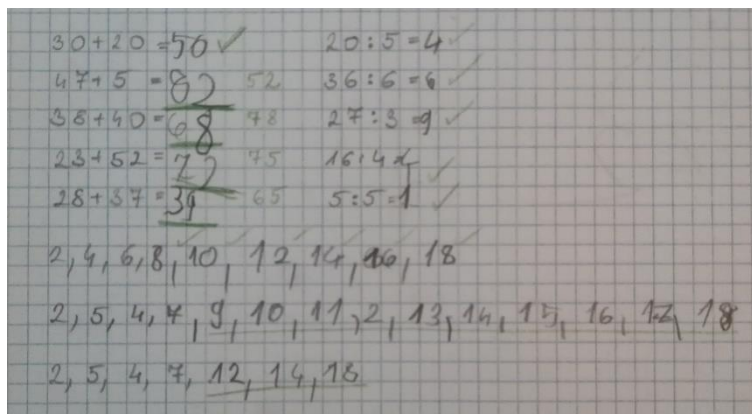 30+20=50 ✓ 20:5=4 ✓
47+5=82 52 36:6=6 ✓
38+40=68 78 27:3=9 ✓
23+52=72 75 16:4 ✓
28+37=39 65 5:5=1 ✓
2, 4, 6, 8, 10, 12, 14, 16, 18
2, 5, 4, 7, 9, 10, 11, 2, 13, 14, 15, 16, 17, 18
2, 5, 4, 7, 12, 14, 18